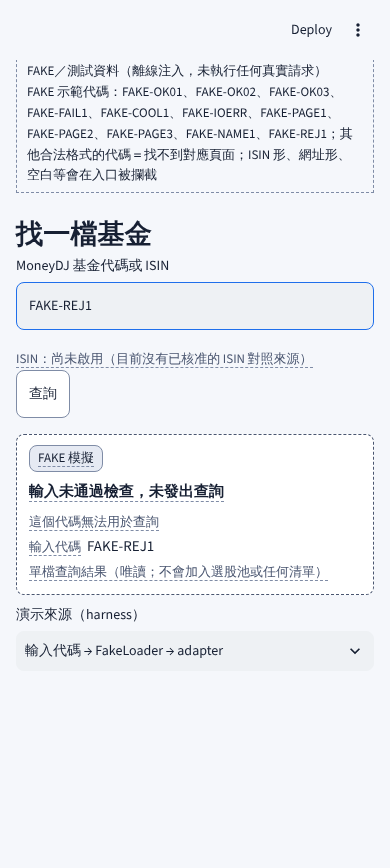 Deploy
FAKE／測試資料（離線注入，未執行任何真實請求）
FAKE 示範代碼：FAKE-OK01、FAKE-OK02、FAKE-OK03、
FAKE-FAIL1、FAKE-COOL1、FAKE-IOERR、FAKE-PAGE1、
FAKE-PAGE2、FAKE-PAGE3、FAKE-NAME1、FAKE-REJ1；其
他合法格式的代碼＝找不到對應頁面；ISIN 形、網址形、
空白等會在入口被攔截
找一檔基金
MoneyDJ 基金代碼或 ISIN
FAKE-REJ1
ISIN：尚未啟用（目前沒有已核准的 ISIN 對照來源）
查詢
FAKE 模擬
輸入未通過檢查，未發出查詢
這個代碼無法用於查詢
輸入代碼 FAKE-REJ1
單檔查詢結果（唯讀；不會加入選股池或任何清單）
演示來源（harness）
輸入代碼 → FakeLoader → adapter